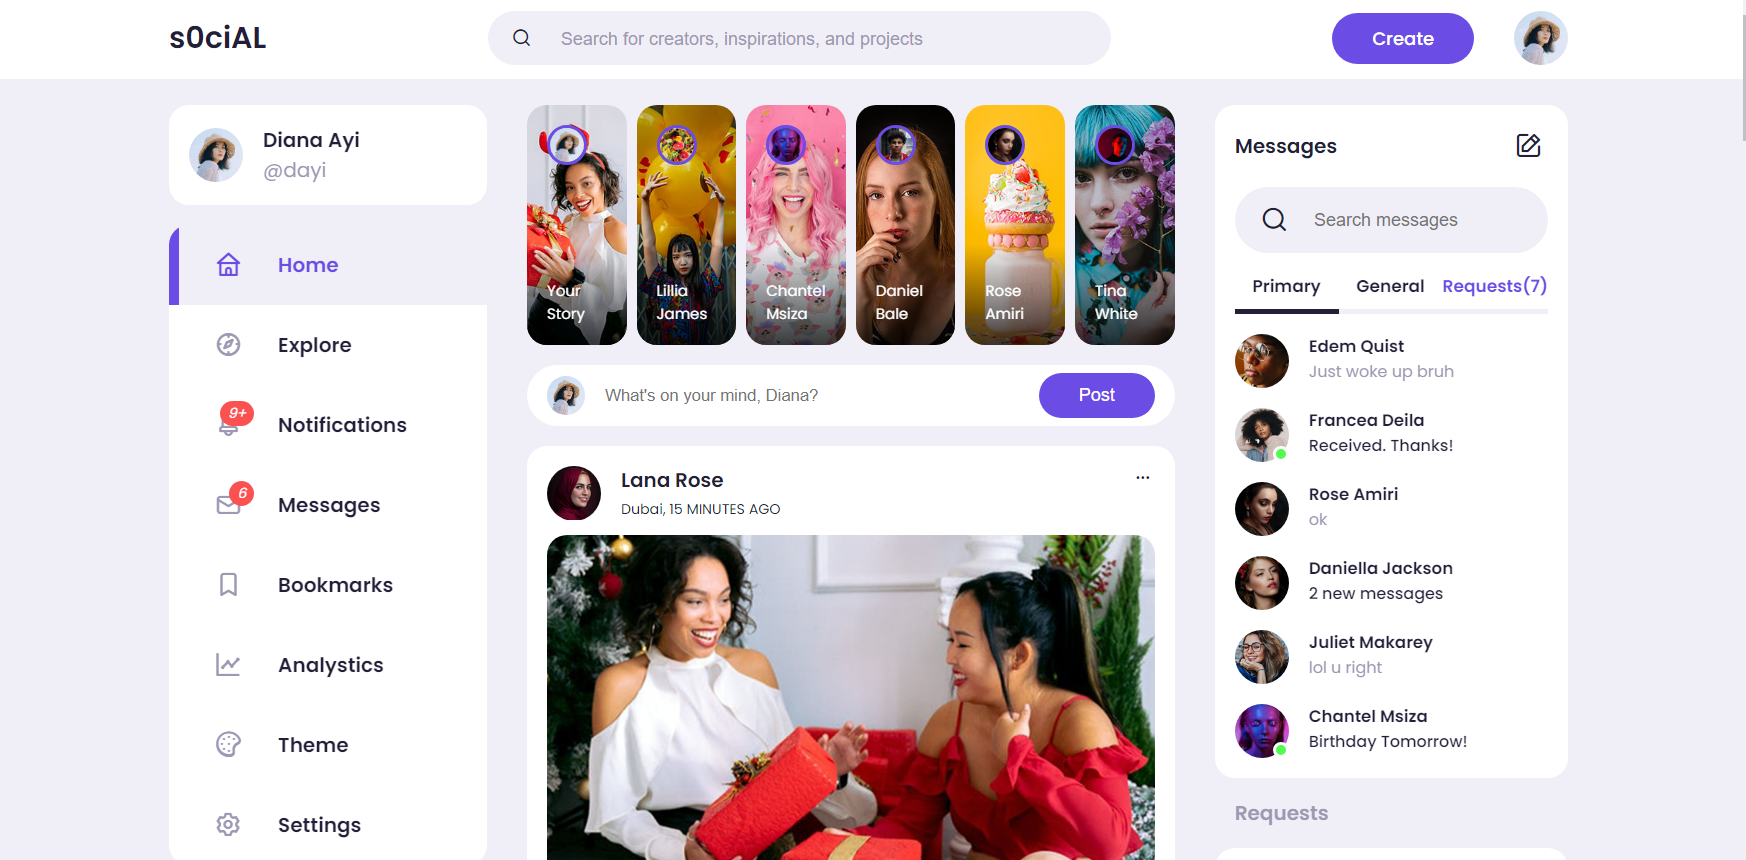 s0ciAL
Search for creators, inspirations, and projects
Create
Diana Ayi
@dayi
Home
Explore
9+
Notifications
6
Messages
Bookmarks
Analystics
Theme
Settings
Your
Story
Lillia
James
Chantel
Msiza
Daniel
Bale
Rose
Amiri
Tina
White
What's on your mind, Diana?
Post
Lana Rose
Dubai, 15 MINUTES AGO
Messages
Search messages
Primary General Requests(7)
Edem Quist
Just woke up bruh
Francea Deila
Received. Thanks!
Rose Amiri
ok
Daniella Jackson
2 new messages
Juliet Makarey
lol u right
Chantel Msiza
Birthday Tomorrow!
Requests